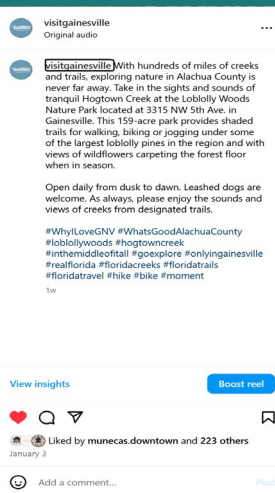 visitgainesville
Original audio
visitgainesville With hundreds of miles of creeks
and trails, exploring nature in Alachua County is
never far away. Take in the sights and sounds of
tranquil Hogtown Creek at the Loblolly Woods
Nature Park located at 3315 NW 5th Ave. in
Gainesville. This 159-acre park provides shaded
trails for walking, biking or jogging under some
of the largest loblolly pines in the region and with
views of wildflowers carpeting the forest floor
when in season.
Open daily from dusk to dawn. Leashed dogs are
welcome. As always, please enjoy the sounds and
views of creeks from designated trails.
#WhyILoveGNV #WhatsGoodAlachuaCounty
#loblollywoods #hogtowncreek
#inthemiddleofitall #goexplore #onlyingainesville
#realflorida #floridacreeks #floridatrails
#floridatravel #hike #bike #moment
1w
View insights
Boost reel
Liked by munecas.downtown and 223 others
January 3
Add a comment...
Post